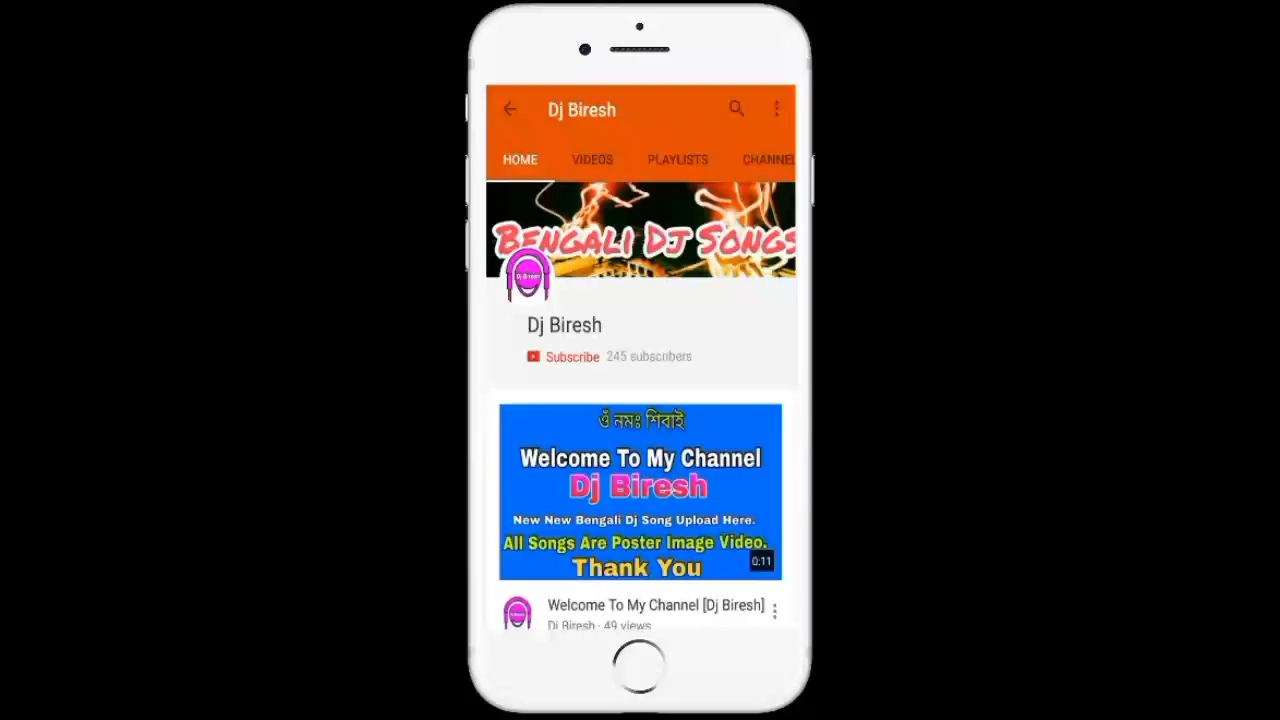 Dj Biresh
HOME VIDEOS PLAYLISTS CHANNEL
BENGALI DJ SONGS
Dj Biresh
Dj Biresh
Subscribe 245 subscribers
ওঁ নমঃ শিবাই
Welcome To My Channel
Dj Biresh
New New Bengali Dj Song Upload Here.
All Songs Are Poster Image Video.
Thank You
0:11
Welcome To My Channel [Dj Biresh]
Dj Biresh · 49 views